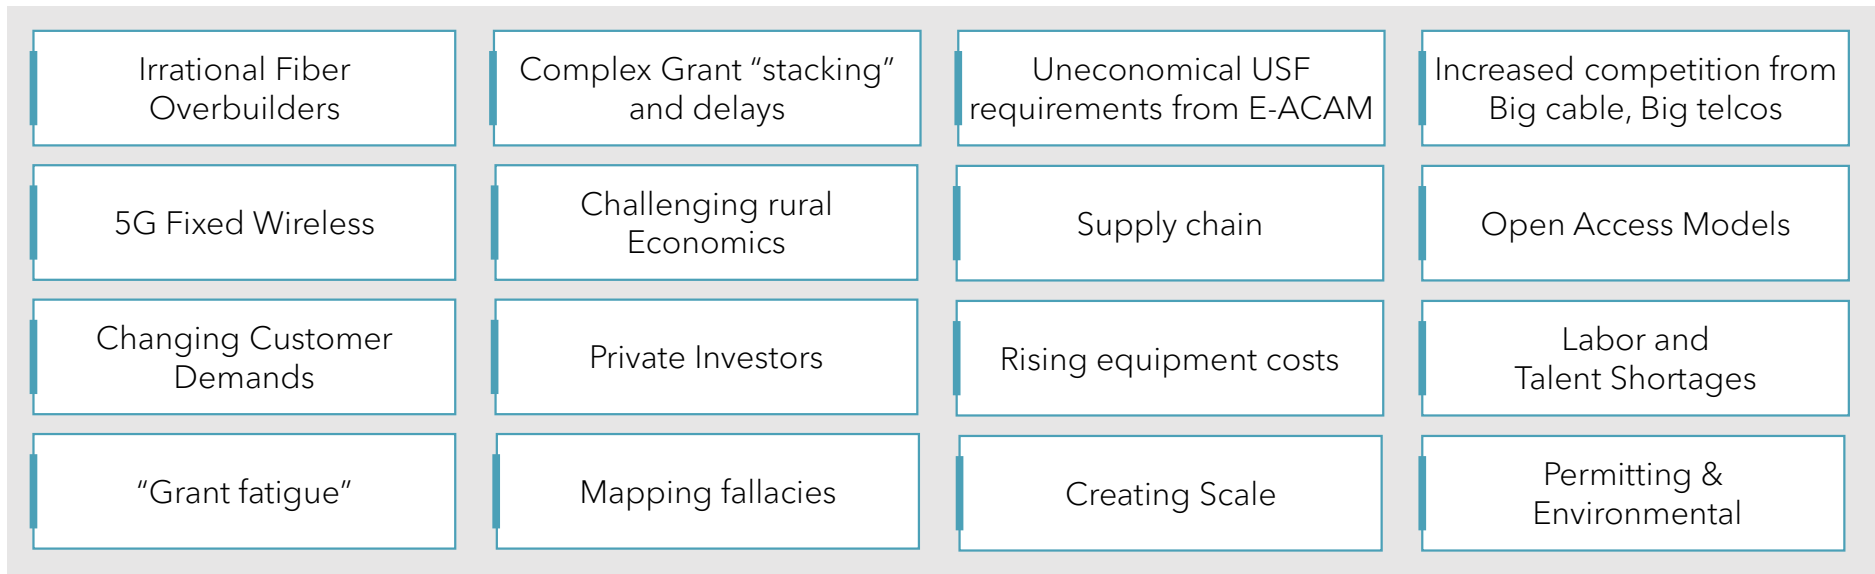 Irrational Fiber
Overbuilders
Complex Grant “stacking”
and delays
Uneconomical USF
requirements from E-ACAM
Increased competition from
Big cable, Big telcos
5G Fixed Wireless
Challenging rural
Economics
Supply chain
Open Access Models
Changing Customer
Demands
Private Investors
Rising equipment costs
Labor and
Talent Shortages
“Grant fatigue”
Mapping fallacies
Creating Scale
Permitting &
Environmental